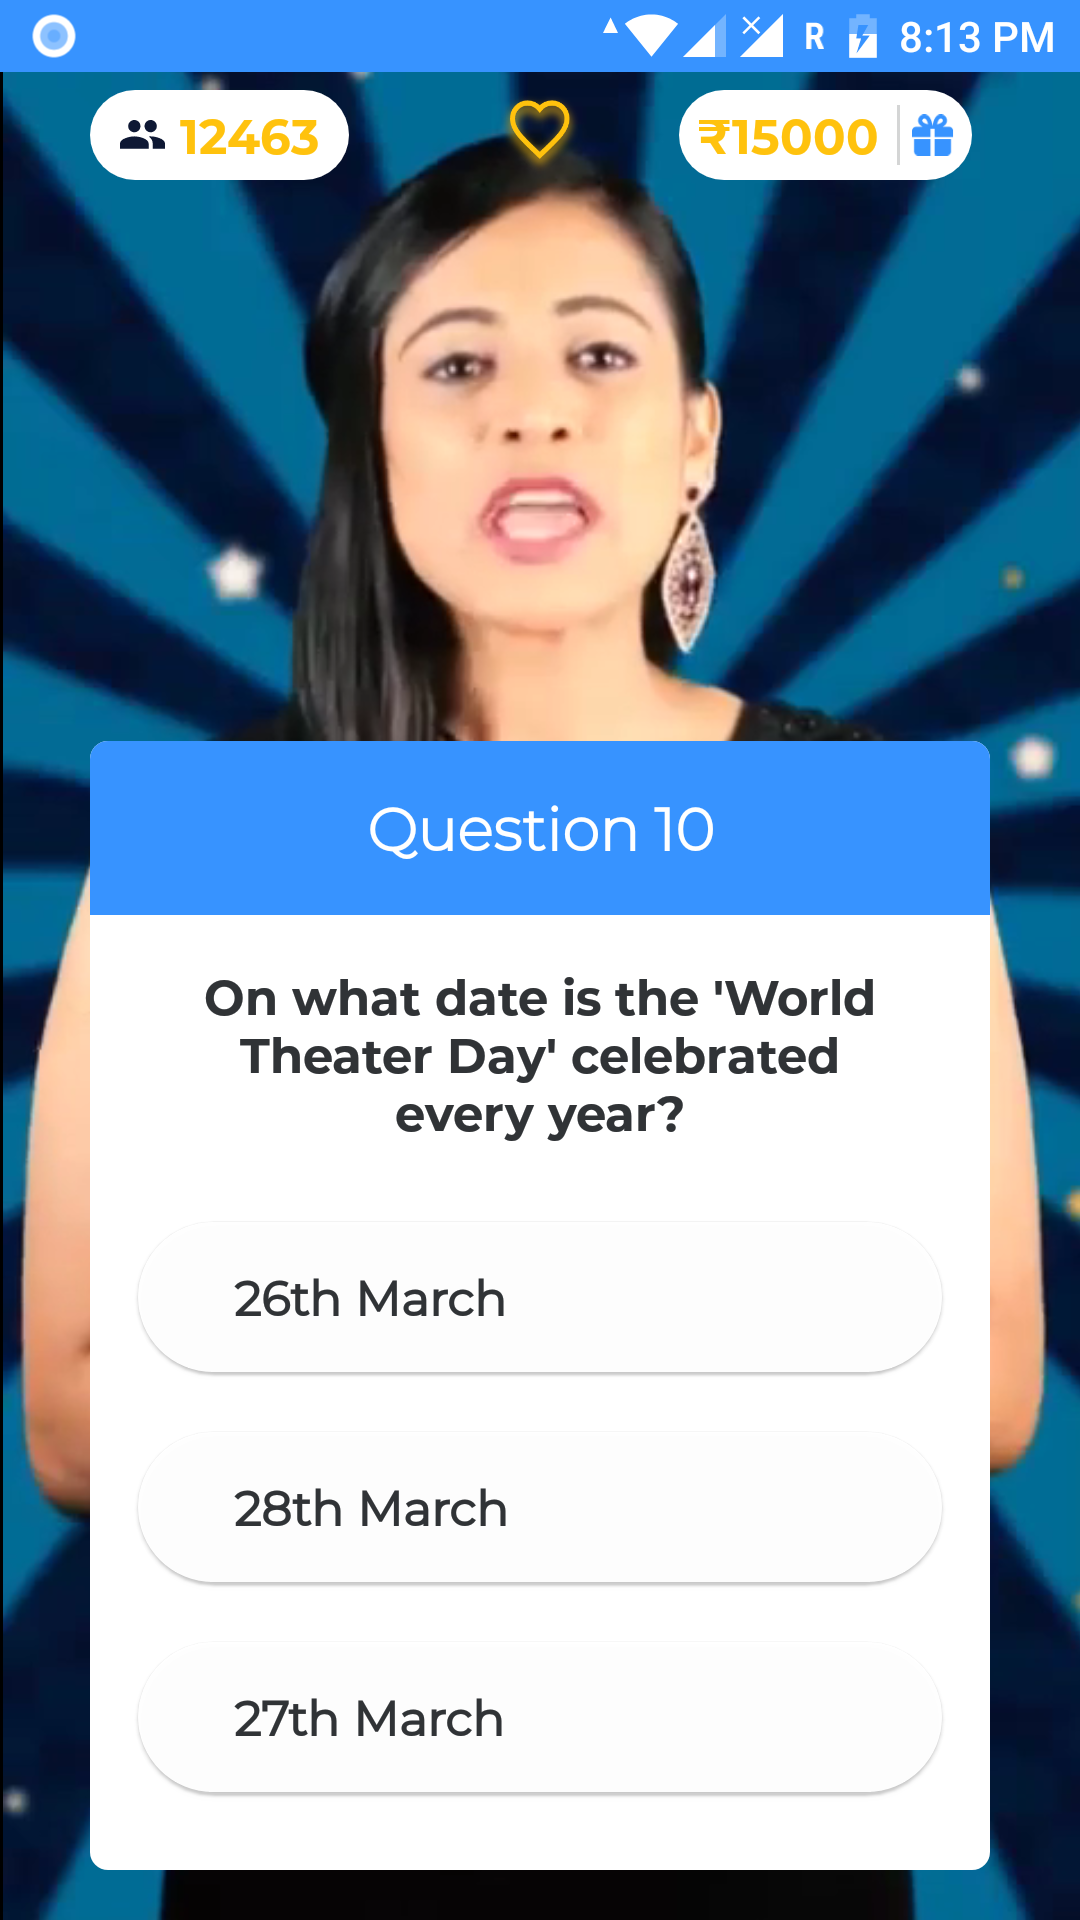 R 8:13 PM
12463
₹15000
Question 10
On what date is the 'World
Theater Day' celebrated
every year?
26th March
28th March
27th March